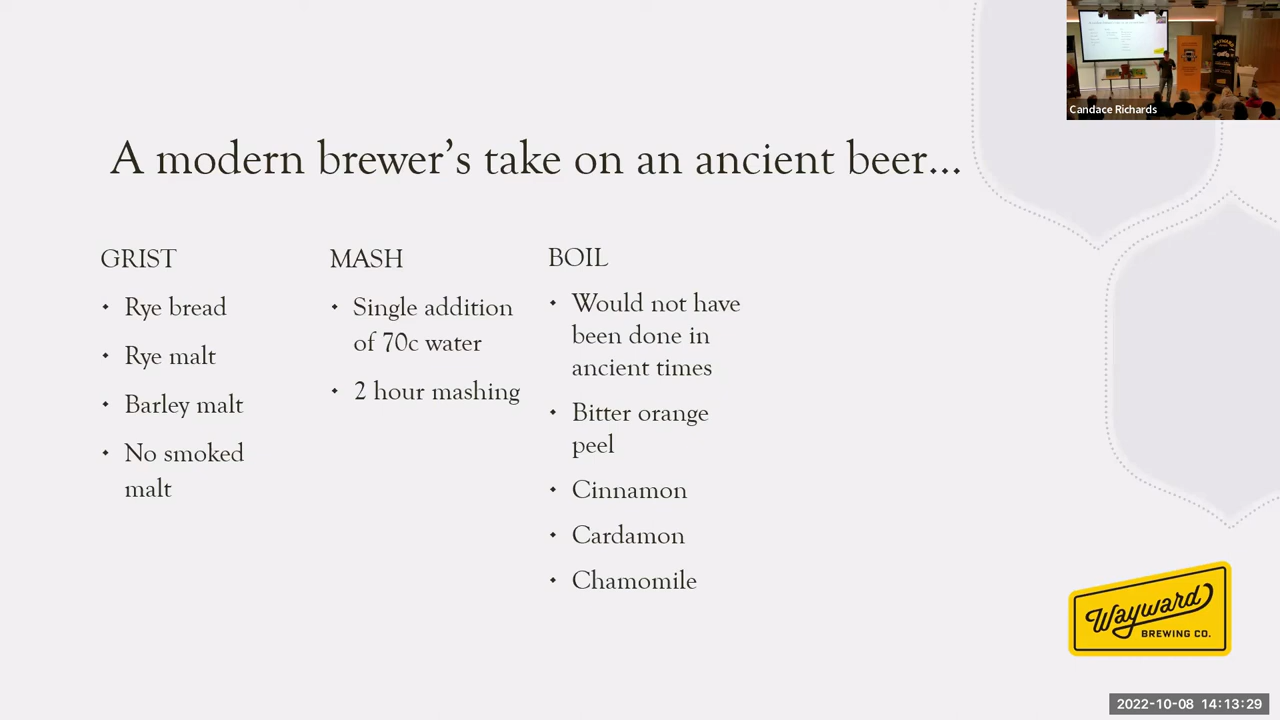 Candace Richards
A modern brewer's take on an ancient beer...
GRIST
Rye bread
Rye malt
Barley malt
No smoked
malt
MASH
Single addition
of 70c water
2 hour mashing
BOIL
Would not have
been done in
ancient times
Bitter orange
peel
Cinnamon
Cardamon
Chamomile
Wayward
BREWING CO.
2022-10-08 14:13:29